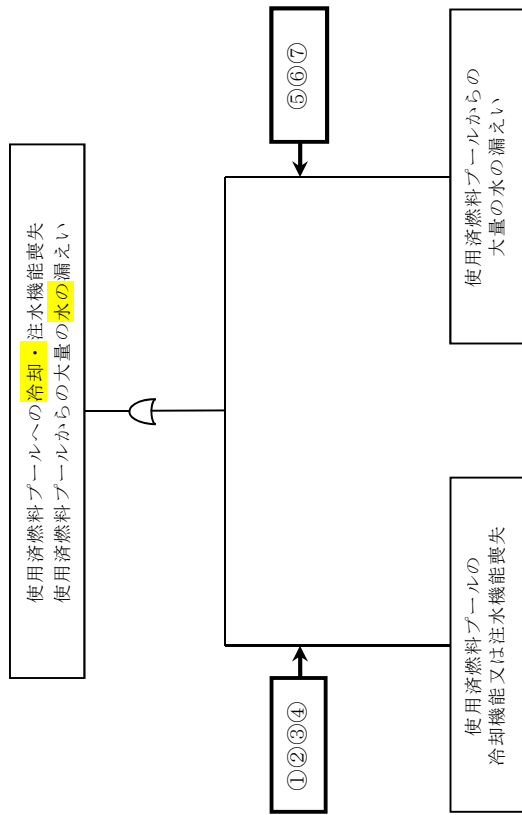 使用済燃料プールへの冷却・注水機能喪失
使用済燃料プールからの大量の水の漏えい
①②③④
⑤⑥⑦
使用済燃料プールの
冷却機能又は注水機能喪失
使用済燃料プールからの
大量の水の漏えい